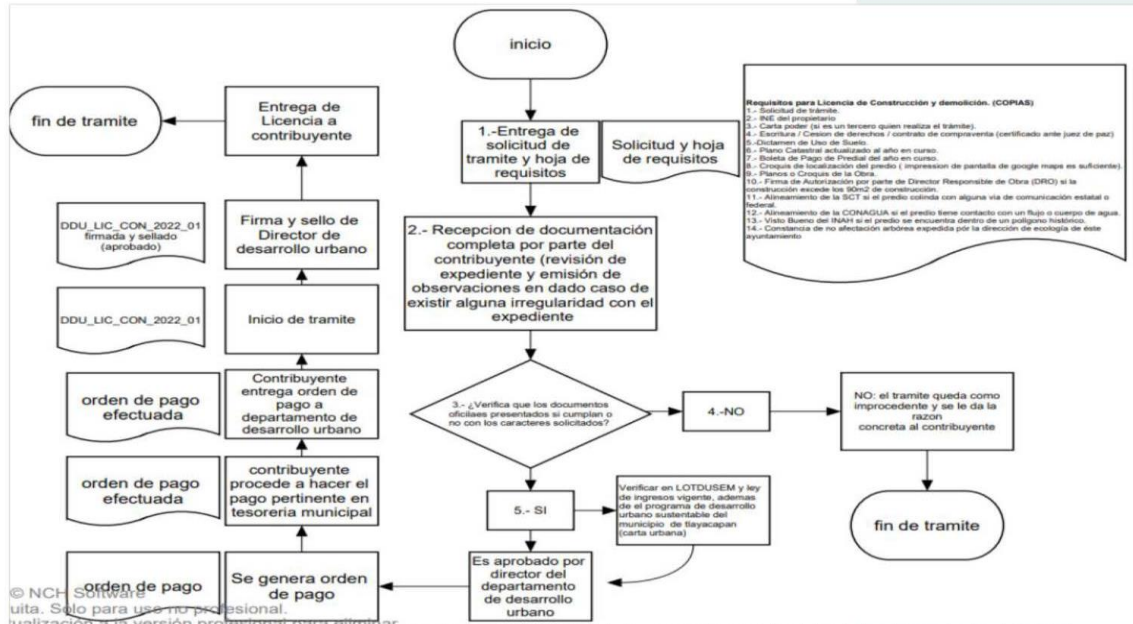 inicio
fin de tramite
Entrega de
Licencia a
contribuyente
1.-Entrega de
solicitud de
tramite y hoja de
requisitos
Solicitud y hoja
de requisitos
Requisitos para Licencia de Construcción y demolición. (COPIAS)
1.- Solicitud de trámite.
2.- INE del propietario
3.- Carta poder (si es un tercero quien realiza el trámite).
4.- Escritura / Cesion de derechos / contrato de compraventa (certificado ante juez de paz)
5.-Dictamen de Uso de Suelo.
6.- Plano Catastral actualizado al año en curso.
7.- Boleta de Pago de Predial del año en curso.
8.- Croquis de localización del predio ( impression de pantalla de google maps es suficiente).
9.- Planos o Croquis de la Obra.
10.- Firma de Autorización por parte de Director Responsible de Obra (DRO) si la
construcción excede los 90m2 de construcción.
11.- Alineamiento de la SCT si el predio colinda con alguna via de comunicación estatal o
federal.
12.- Alineamiento de la CONAGUA si el predio tiene contacto con un flujo o cuerpo de agua.
13.- Visto Bueno del INAH si el predio se encuentra dentro de un polígono histórico.
14.- Constancia de no afectación arbórea expedida pór la dirección de ecología de éste
ayuntamiento
DDU_LIC_CON_2022_01
firmada y sellado
(aprobado)
Firma y sello de
Director de
desarrollo urbano
2.- Recepcion de documentación
completa por parte del
contribuyente (revisión de
expediente y emisión de
observaciones en dado caso de
existir alguna irregularidad con el
expediente
DDU_LIC_CON_2022_01
Inicio de tramite
orden de pago
efectuada
Contribuyente
entrega orden de
pago a
departamento de
desarrollo urbano
3.- ¿Verifica que los documentos
oficilaes presentados si cumplan o
no con los caracteres solicitados?
4.-NO
NO: el tramite queda como
improcedente y se le da la
razon
concreta al contribuyente
orden de pago
efectuada
contribuyente
procede a hacer el
pago pertinente en
tesoreria municipal
5.- SI
Verificar en LOTDUSEM y ley
de ingresos vigente, ademas
de el programa de desarrollo
urbano sustentable del
municipio de tlayacapan
(carta urbana)
fin de tramite
orden de pago
Se genera orden
de pago
Es aprobado por
director del
departamento
de desarrollo
urbano
© NCH Software
uita. Solo para uso no profesional.
ualización a la versión profesional para eliminar